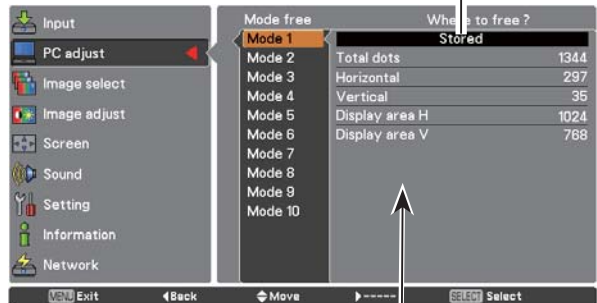 Input
PC adjust
Image select
Image adjust
Screen
Sound
Setting
Information
Network
Mode free
Mode 1
Mode 2
Mode 3
Mode 4
Mode 5
Mode 6
Mode 7
Mode 8
Mode 9
Mode 10
Where to free ?
Stored
Total dots 1344
Horizontal 297
Vertical 35
Display area H 1024
Display area V 768
MENU Exit ◀Back Move ▶----- SELECT Select